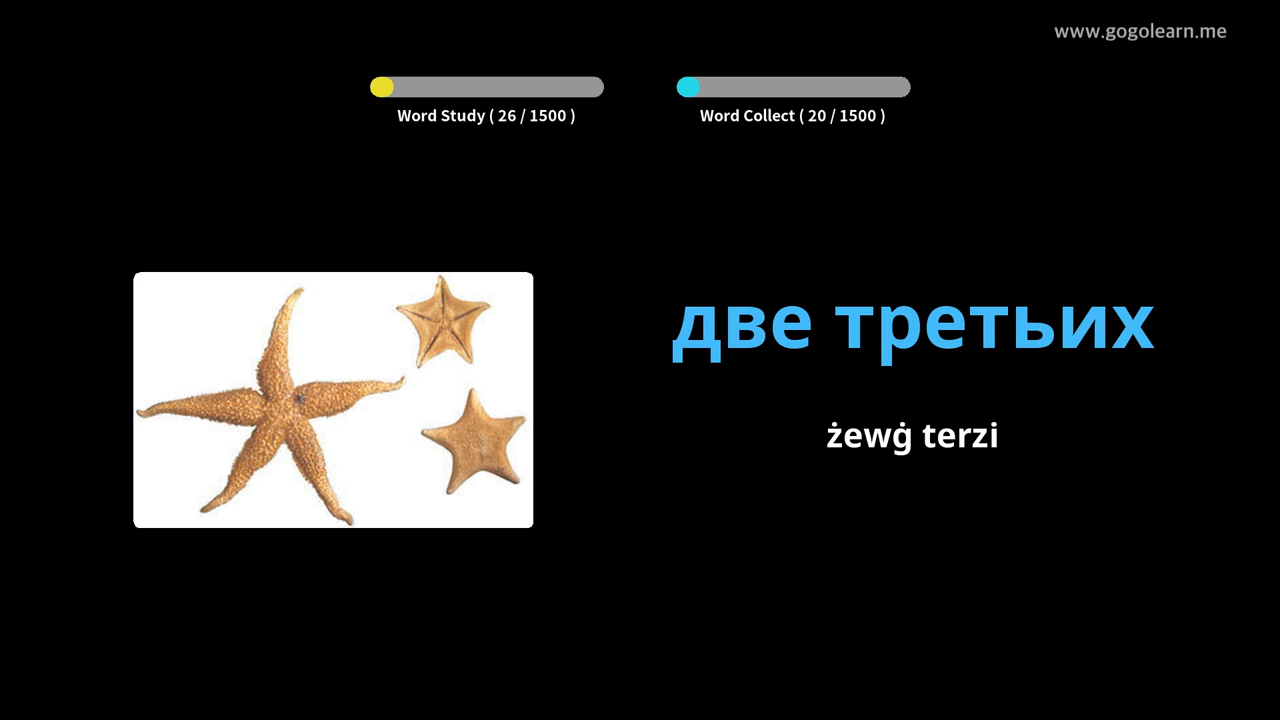 www.gogolearn.me
Word Study ( 26 / 1500 )
Word Collect ( 20 / 1500 )
две третьих
żewġ terzi